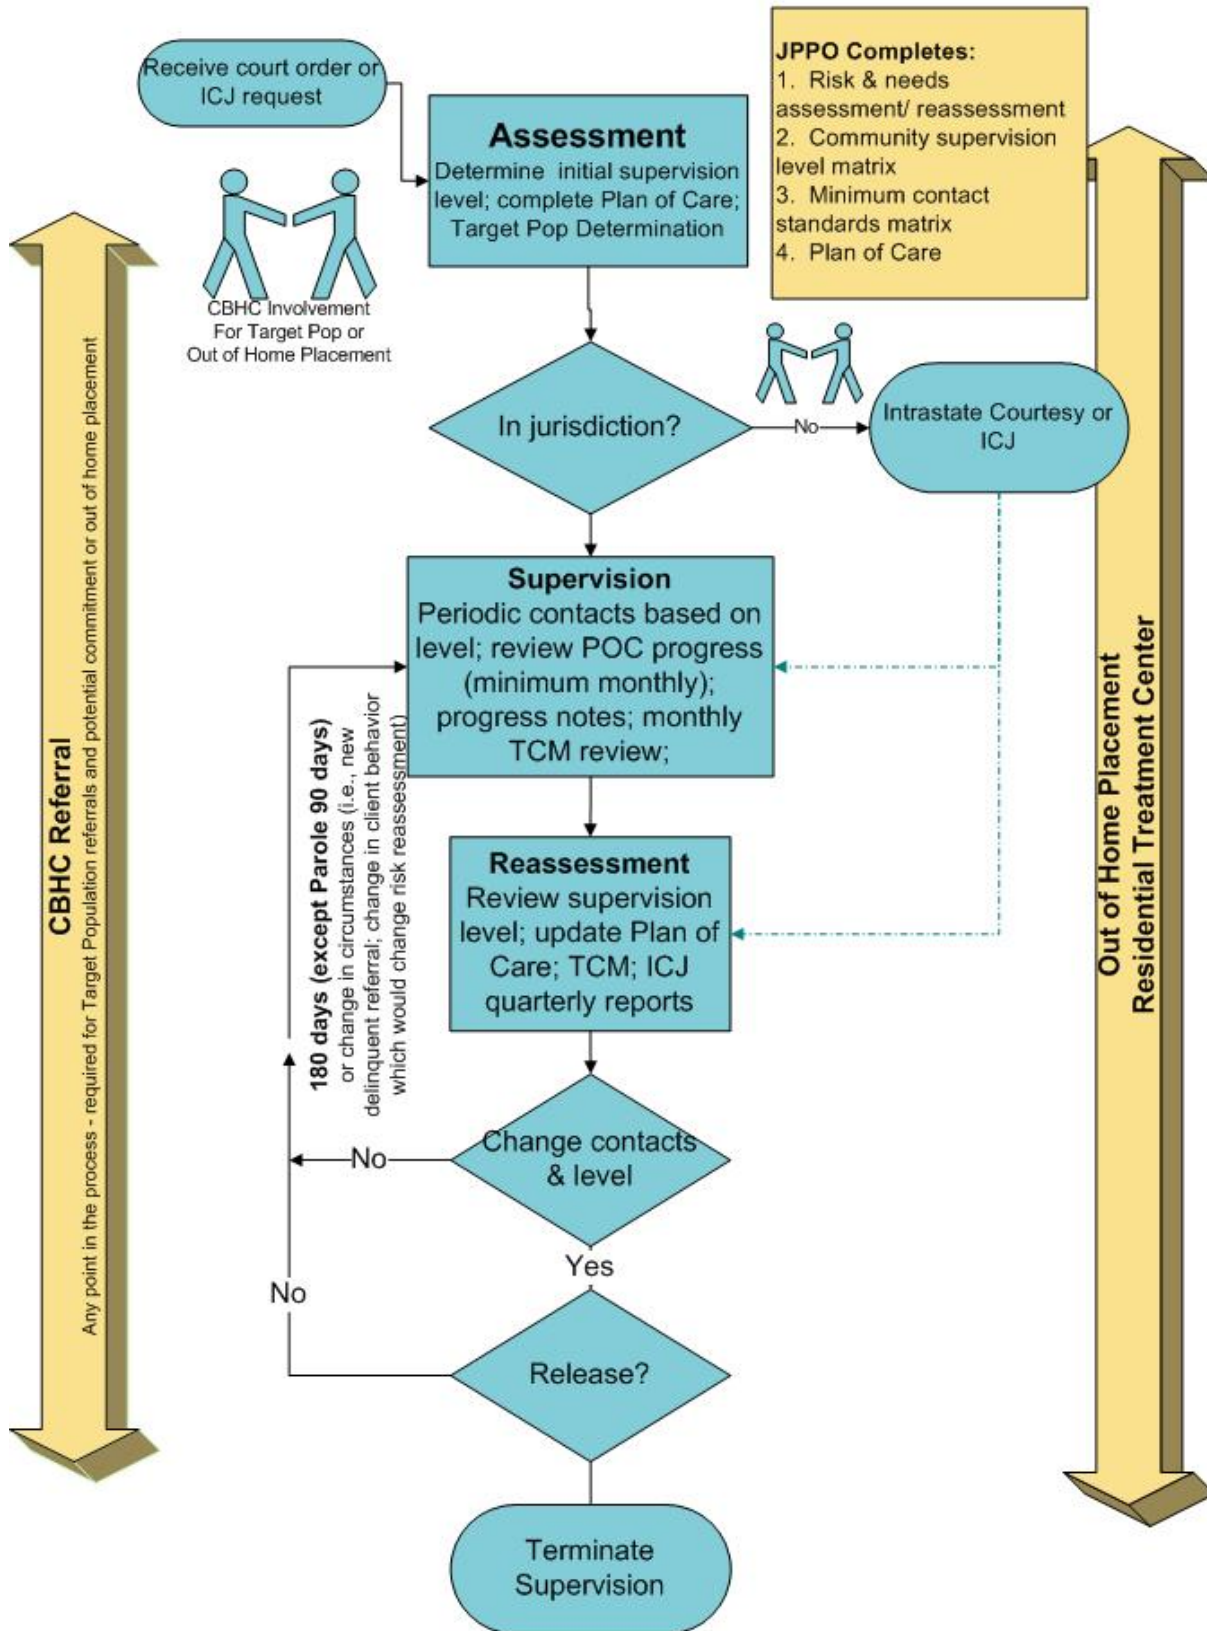 Receive court order or
ICJ request
Assessment
Determine  initial supervision
level; complete Plan of Care;
Target Pop Determination
JPPO Completes:
1.  Risk & needs
assessment/ reassessment
2.  Community supervision
level matrix
3.  Minimum contact
standards matrix
4.  Plan of Care
CBHC Involvement
For Target Pop or
Out of Home Placement
In jurisdiction?
No
Intrastate Courtesy or
ICJ
Supervision
Periodic contacts based on
level; review POC progress
(minimum monthly);
progress notes; monthly
TCM review;
CBHC Referral
Any point in the process - required for Target Population referrals and potential commitment or out of home placement
180 days (except Parole 90 days)
or change in circumstances (i.e., new
delinquent referral; change in client behavior
which would change risk reassessment)
Out of Home Placement
Residential Treatment Center
Reassessment
Review supervision
level; update Plan of
Care; TCM; ICJ
quarterly reports
Change contacts
& level
No
Yes
No
Release?
Terminate
Supervision